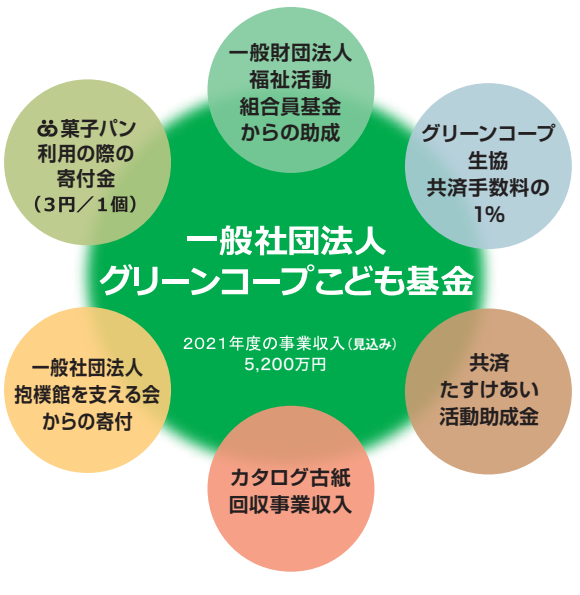 一般財団法人
福祉活動
組合員基金
からの助成
グリーンコープ
生協
共済手数料の
1%
共済
たすけあい
活動助成金
カタログ古紙
回収事業収入
一般社団法人
抱樸館を支える会
からの寄付
菓子パン
利用の際の
寄付金
（3円／1個）
一般社団法人
グリーンコープこども基金
2021年度の事業収入（見込み）
5,200万円